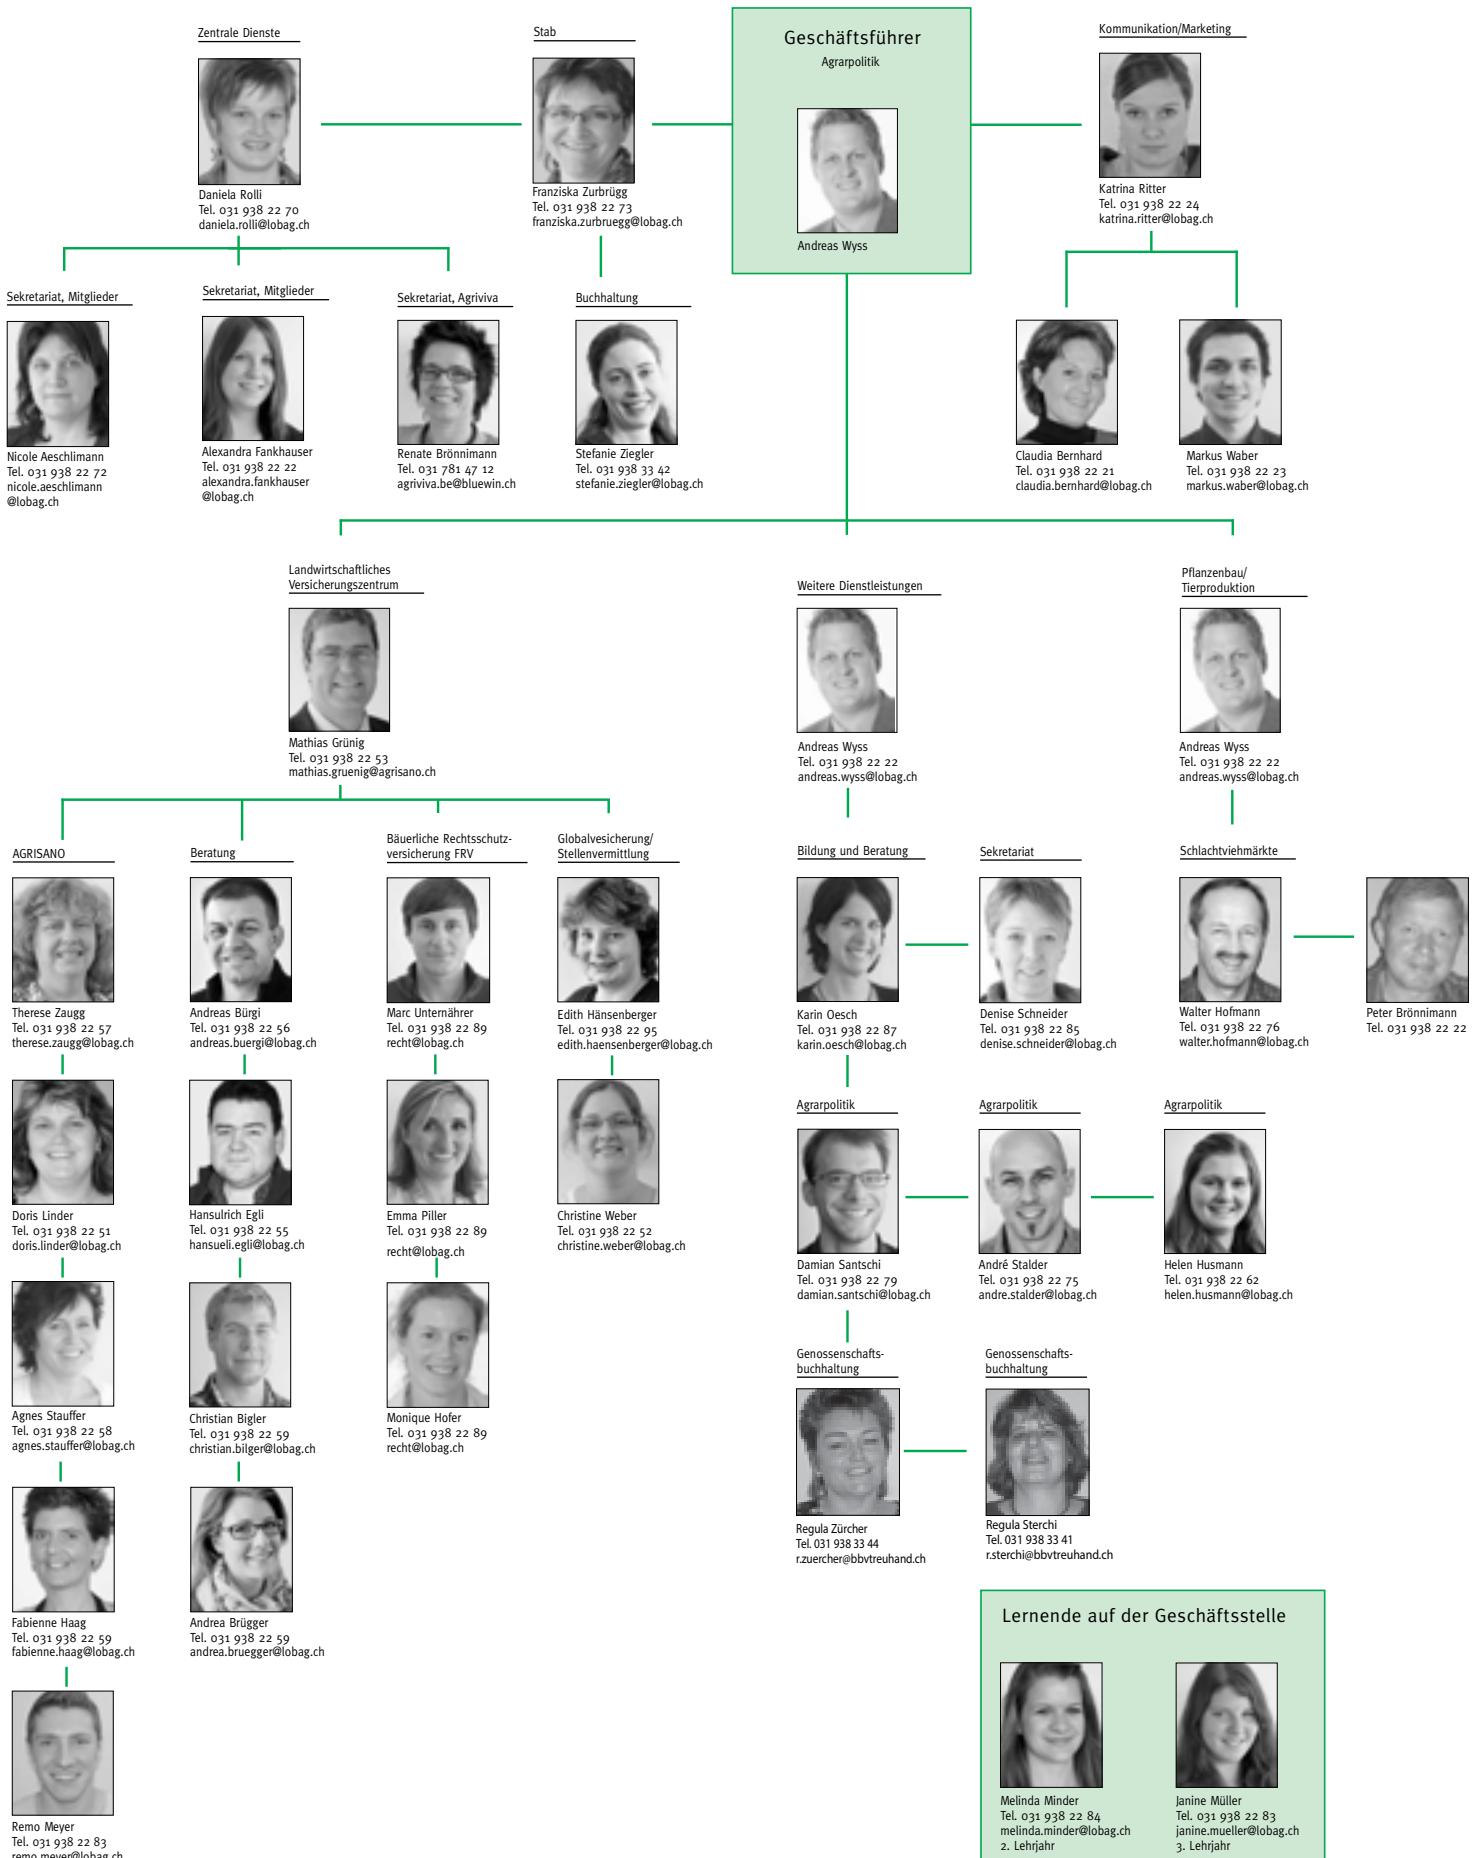 Zentrale Dienste
Daniela Rolli
Tel. 031 938 22 70
daniela.rolli@lobag.ch
Stab
Franziska Zurbrügg
Tel. 031 938 22 73
franziska.zurbruegg@lobag.ch
Geschäftsführer
Agrarpolitik
Andreas Wyss
Kommunikation/Marketing
Katrina Ritter
Tel. 031 938 22 24
katrina.ritter@lobag.ch
Sekretariat, Mitglieder
Nicole Aeschlimann
Tel. 031 938 22 72
nicole.aeschlimann
@lobag.ch
Sekretariat, Mitglieder
Alexandra Fankhauser
Tel. 031 938 22 22
alexandra.fankhauser
@lobag.ch
Sekretariat, Agriviva
Renate Brönnimann
Tel. 031 781 47 12
agriviva.be@bluewin.ch
Buchhaltung
Stefanie Ziegler
Tel. 031 938 33 42
stefanie.ziegler@lobag.ch
Claudia Bernhard
Tel. 031 938 22 21
claudia.bernhard@lobag.ch
Markus Waber
Tel. 031 938 22 23
markus.waber@lobag.ch
Landwirtschaftliches
Versicherungszentrum
Mathias Grünig
Tel. 031 938 22 53
mathias.gruenig@agrisano.ch
Weitere Dienstleistungen
Andreas Wyss
Tel. 031 938 22 22
andreas.wyss@lobag.ch
Pflanzenbau/
Tierproduktion
Andreas Wyss
Tel. 031 938 22 22
andreas.wyss@lobag.ch
AGRISANO
Therese Zaugg
Tel. 031 938 22 57
therese.zaugg@lobag.ch
Beratung
Andreas Bürgi
Tel. 031 938 22 56
andreas.buergi@lobag.ch
Bäuerliche Rechtsschutz-
versicherung FRV
Marc Unternährer
Tel. 031 938 22 89
recht@lobag.ch
Globalvesicherung/
Stellenvermittlung
Edith Hänsenberger
Tel. 031 938 22 95
edith.haensenberger@lobag.ch
Bildung und Beratung
Karin Oesch
Tel. 031 938 22 87
karin.oesch@lobag.ch
Sekretariat
Denise Schneider
Tel. 031 938 22 85
denise.schneider@lobag.ch
Schlachtviehmärkte
Walter Hofmann
Tel. 031 938 22 76
walter.hofmann@lobag.ch
Peter Brönnimann
Tel. 031 938 22 22
Doris Linder
Tel. 031 938 22 51
doris.linder@lobag.ch
Hansulrich Egli
Tel. 031 938 22 55
hansueli.egli@lobag.ch
Emma Piller
Tel. 031 938 22 89
recht@lobag.ch
Christine Weber
Tel. 031 938 22 52
christine.weber@lobag.ch
Agrarpolitik
Damian Santschi
Tel. 031 938 22 79
damian.santschi@lobag.ch
Agrarpolitik
André Stalder
Tel. 031 938 22 75
andre.stalder@lobag.ch
Agrarpolitik
Helen Husmann
Tel. 031 938 22 62
helen.husmann@lobag.ch
Agnes Stauffer
Tel. 031 938 22 58
agnes.stauffer@lobag.ch
Christian Bigler
Tel. 031 938 22 59
christian.bilger@lobag.ch
Monique Hofer
Tel. 031 938 22 89
recht@lobag.ch
Genossenschafts-
buchhaltung
Regula Zürcher
Tel. 031 938 33 44
r.zuercher@bbvtreuhand.ch
Genossenschafts-
buchhaltung
Regula Sterchi
Tel. 031 938 33 41
r.sterchi@bbvtreuhand.ch
Fabienne Haag
Tel. 031 938 22 59
fabienne.haag@lobag.ch
Andrea Brügger
Tel. 031 938 22 59
andrea.bruegger@lobag.ch
Remo Meyer
Tel. 031 938 22 83
remo.meyer@lobag.ch
Lernende auf der Geschäftsstelle
Melinda Minder
Tel. 031 938 22 84
melinda.minder@lobag.ch
2. Lehrjahr
Janine Müller
Tel. 031 938 22 83
janine.mueller@lobag.ch
3. Lehrjahr